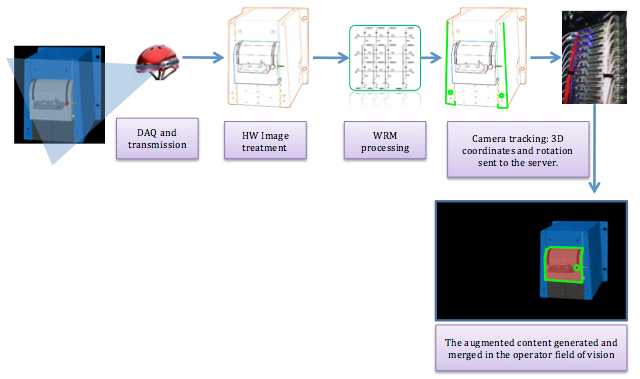 DAQ and
transmission
HW Image
treatment
WRM
processing
Camera tracking: 3D
coordinates and rotation
sent to the server.
The augmented content generated and
merged in the operator field of vision